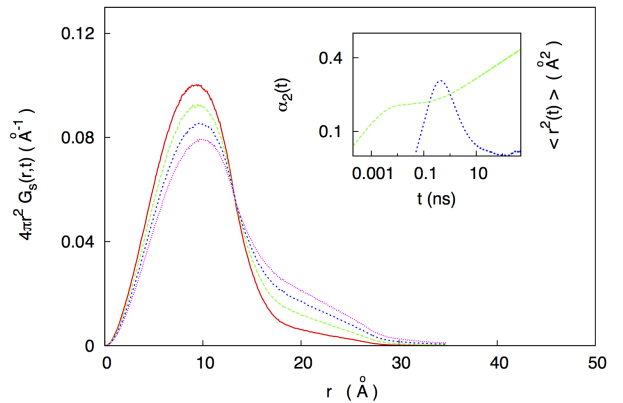 0.12
0.08
0.04
0
4πr² Gₛ(r,t) ( Å⁻¹)
0 10 20 30 40 50
r ( Å )
α₂(t)
0.4
0.1
0.001 0.1 10
t (ns)
< r²(t) > ( Å² )